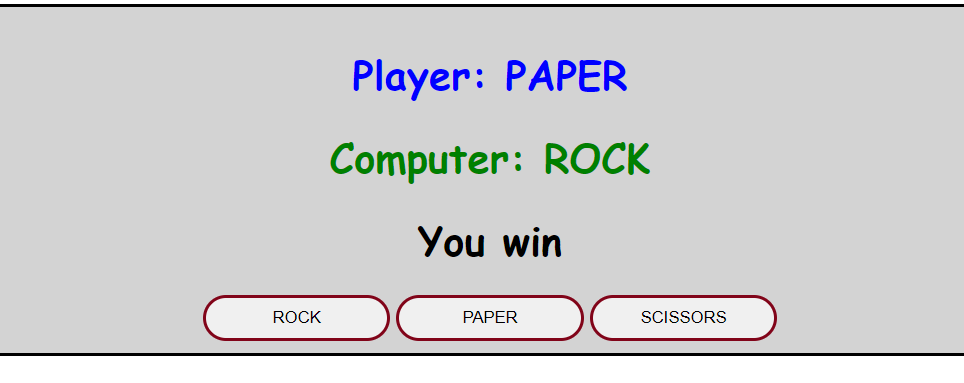 Player: PAPER
Computer: ROCK
You win
ROCK PAPER SCISSORS